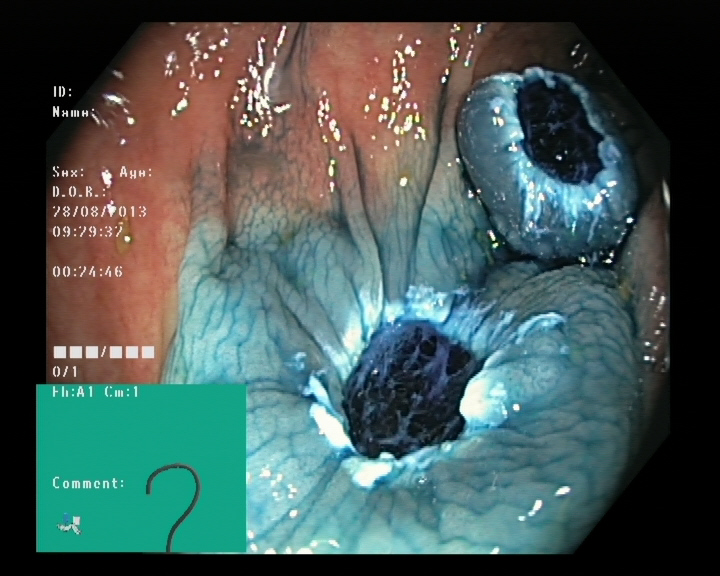 ID:
Name:
Sex: Age:
D.O.B.:
28/08/2013
09:29:37
00:24:46
■■■/■■■
0/1
Eh:A1 Cm:1
Comment: